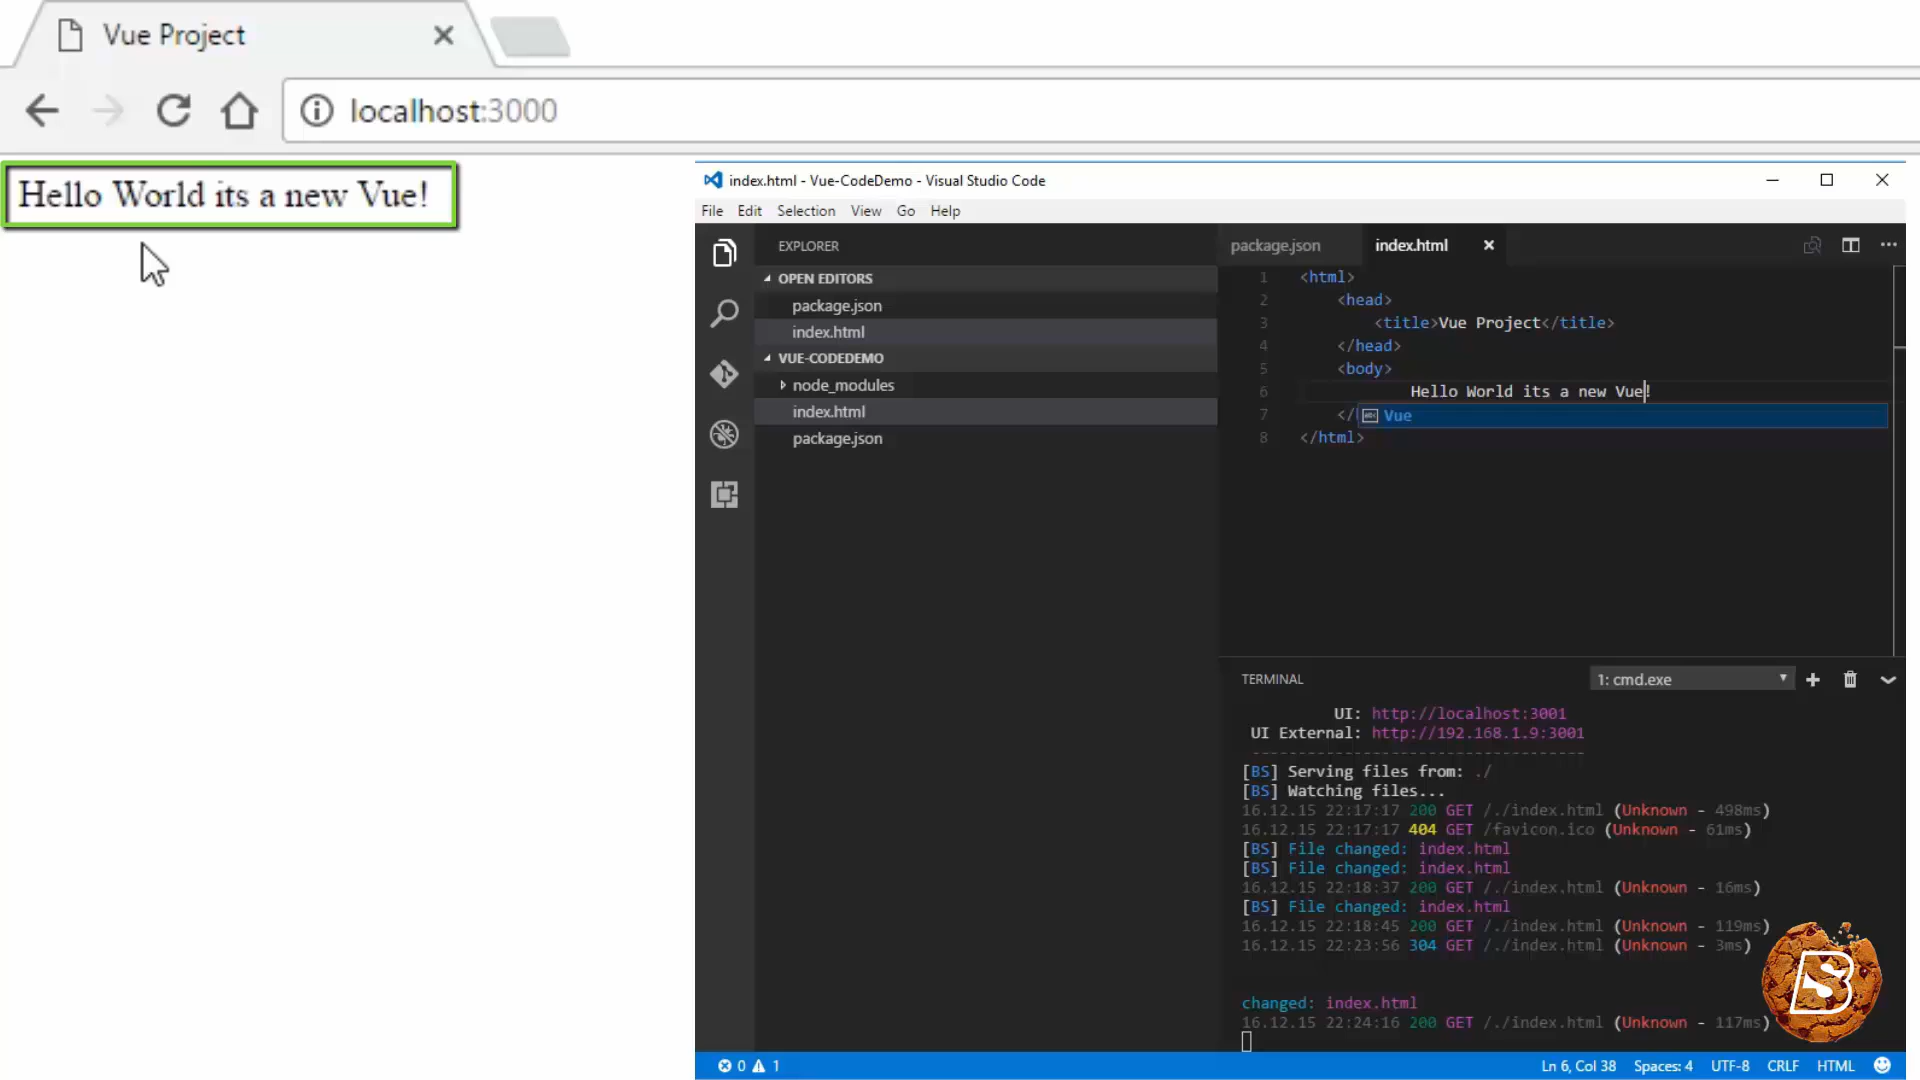 Vue Project
localhost:3000
Hello World its a new Vue!
index.html - Vue-CodeDemo - Visual Studio Code
File Edit Selection View Go Help
EXPLORER
OPEN EDITORS
package.json
index.html
VUE-CODEDEMO
node_modules
index.html
package.json
package.json index.html
1 <html>
2 <head>
3 <title>Vue Project</title>
4 </head>
5 <body>
6 Hello World its a new Vue!
7 </
Vue
8 </html>
TERMINAL 1: cmd.exe
UI: http://localhost:3001
UI External: http://192.168.1.9:3001
-------------------------------------
[BS] Serving files from: ./
[BS] Watching files...
16.12.15 22:17:17 200 GET /./index.html (Unknown - 498ms)
16.12.15 22:17:17 404 GET /favicon.ico (Unknown - 61ms)
[BS] File changed: index.html
[BS] File changed: index.html
16.12.15 22:18:37 200 GET /./index.html (Unknown - 16ms)
[BS] File changed: index.html
16.12.15 22:18:45 200 GET /./index.html (Unknown - 119ms)
16.12.15 22:23:56 304 GET /./index.html (Unknown - 3ms)
changed: index.html
16.12.15 22:24:16 200 GET /./index.html (Unknown - 117ms)
0 1 Ln 6, Col 38 Spaces: 4 UTF-8 CRLF HTML